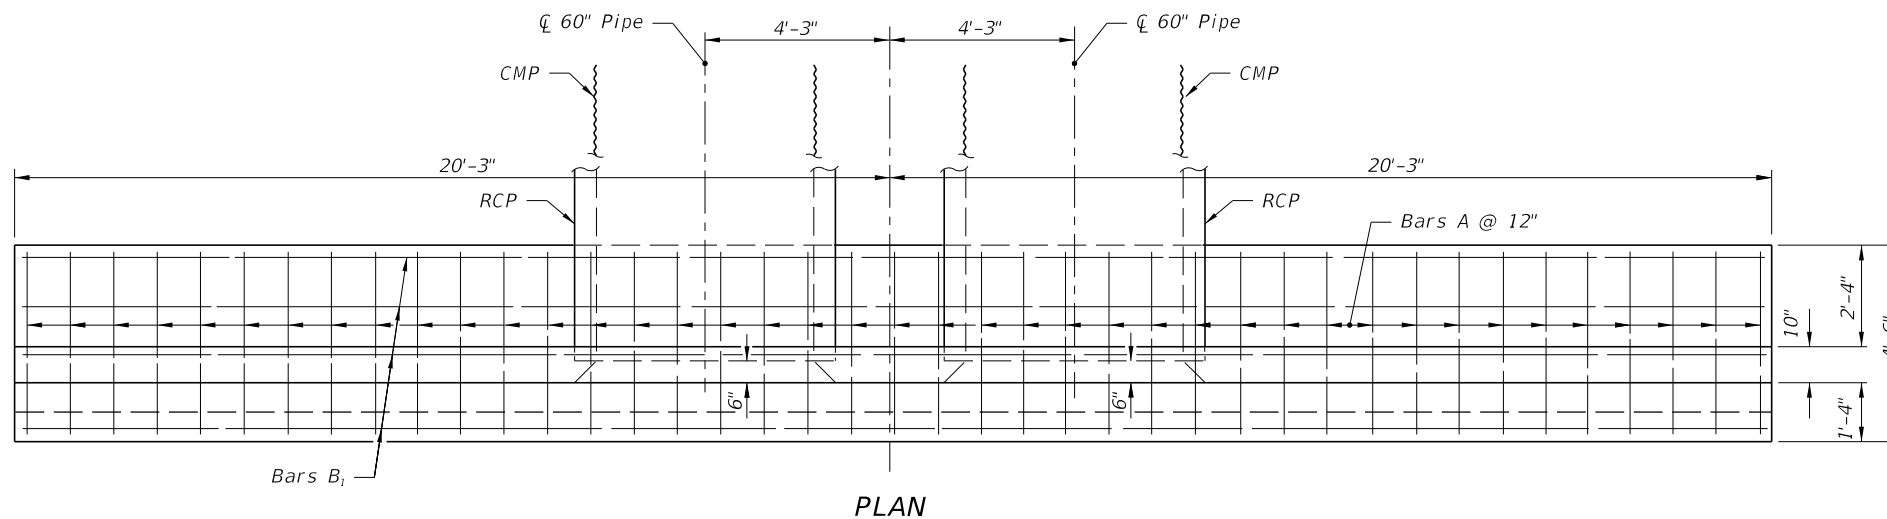 ℄ 60" Pipe
4'-3"
4'-3"
℄ 60" Pipe
CMP
CMP
20'-3"
20'-3"
RCP
RCP
Bars A @ 12"
2'-4"
10"
6"
6"
1'-4"
Bars B₁
PLAN